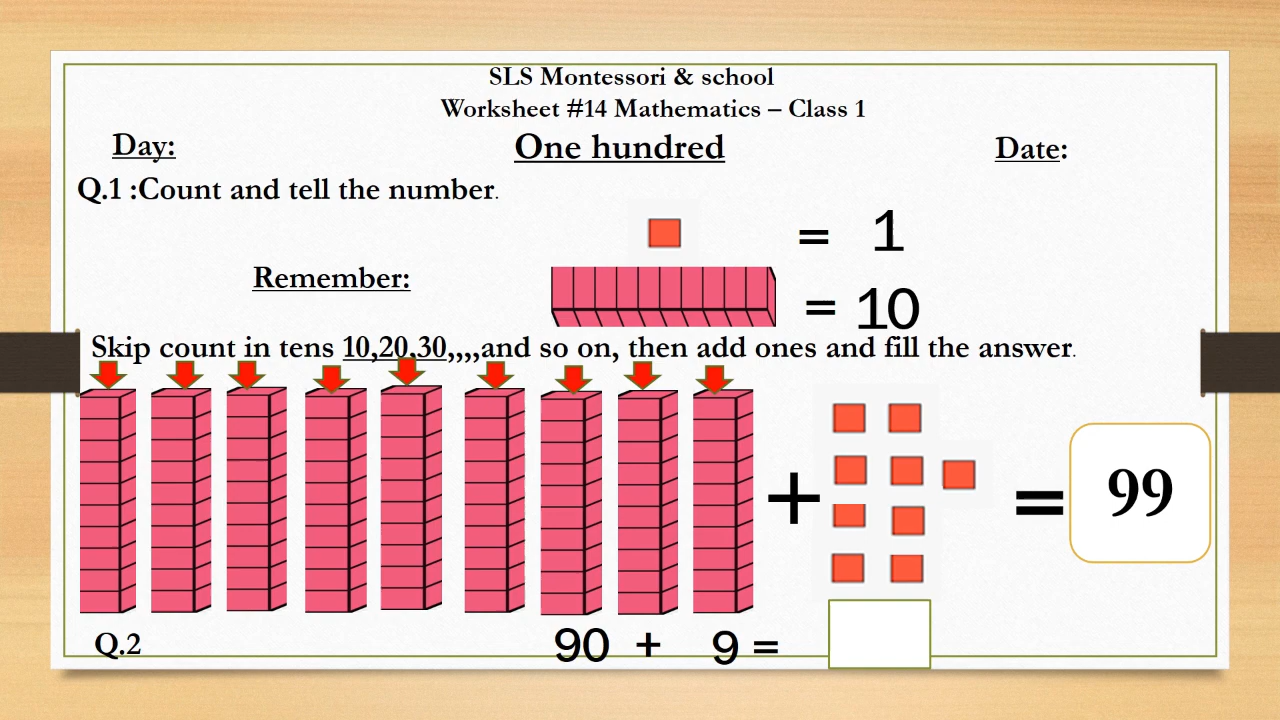 SLS Montessori & school
Worksheet #14 Mathematics – Class 1
Day: One hundred Date:
Q.1 :Count and tell the number.
= 1
Remember:
= 10
Skip count in tens 10,20,30,,,,and so on, then add ones and fill the answer.
+ = 99
Q.2 90 + 9 =